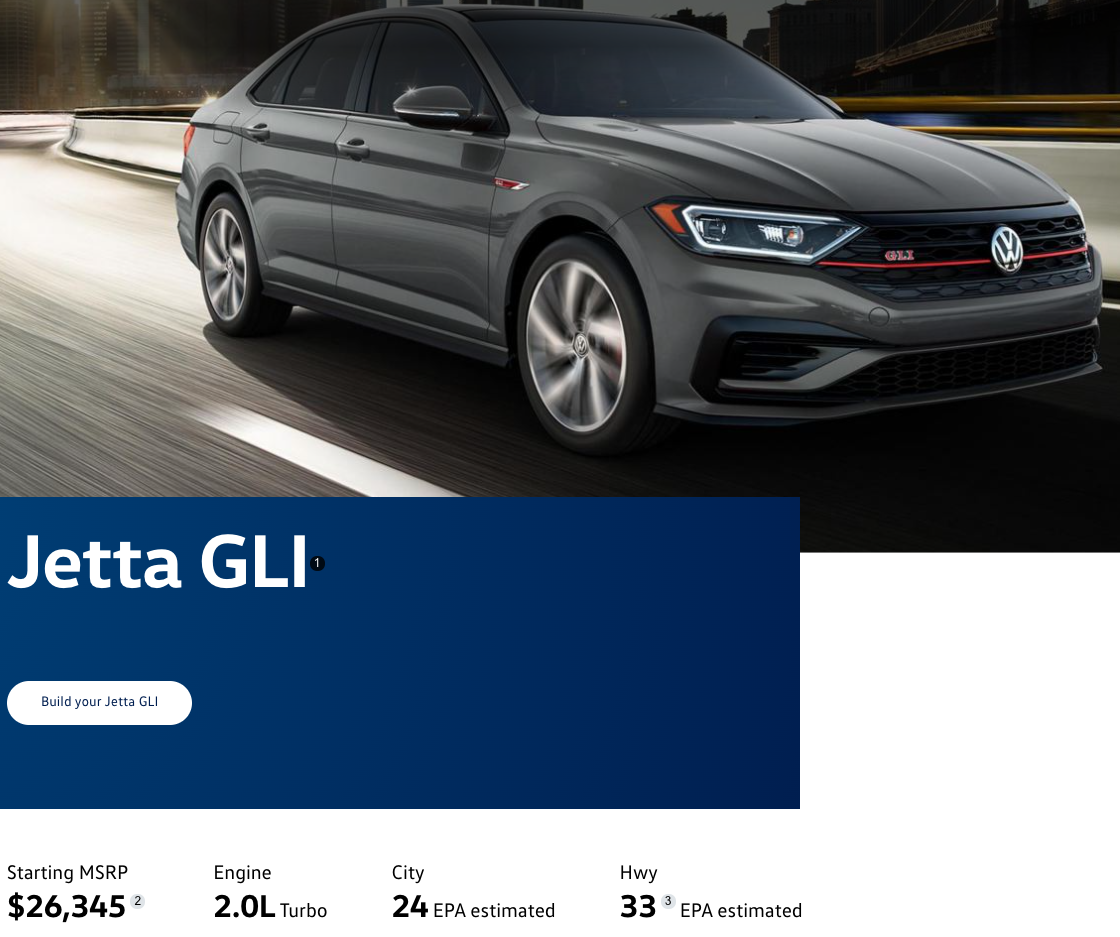 GLI
Jetta GLI 1
Build your Jetta GLI
Starting MSRP
$26,345 2
Engine
2.0L Turbo
City
24 EPA estimated
Hwy
33 3 EPA estimated